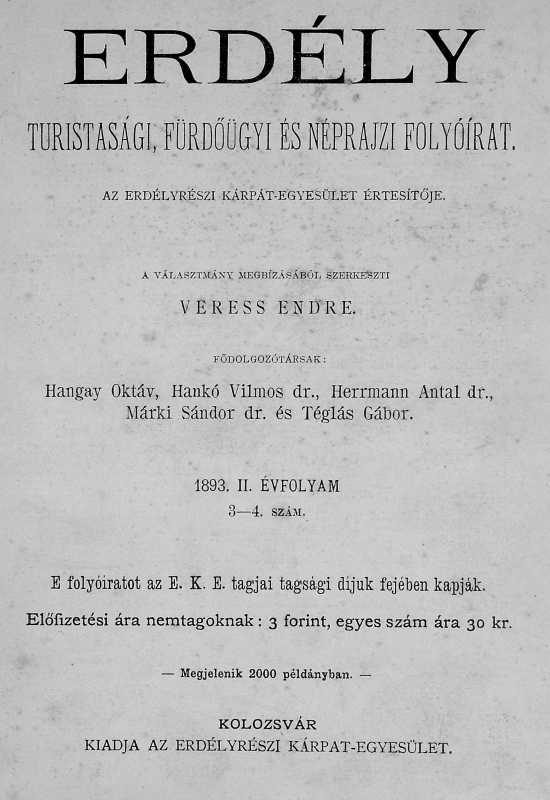 ERDÉLY
TURISTASÁGI, FÜRDŐÜGYI ÉS NÉPRAJZI FOLYÓÍRAT.
AZ ERDÉLYRÉSZI KÁRPÁT-EGYESÜLET ÉRTESÍTŐJE.
A VÁLASZTMÁNY MEGBÍZÁSÁBÓL SZERKESZTI
VERESS ENDRE.
FŐDOLGOZÓTÁRSAK:
Hangay Oktáv, Hankó Vilmos dr., Herrmann Antal dr.,
Márki Sándor dr. és Téglás Gábor.
1893. II. ÉVFOLYAM
3—4. SZÁM.
E folyóiratot az E. K. E. tagjai tagsági dijuk fejében kapják.
Előfizetési ára nemtagoknak: 3 forint, egyes szám ára 30 kr.
— Megjelenik 2000 példányban. —
KOLOZSVÁR
KIADJA AZ ERDÉLYRÉSZI KÁRPAT-EGYESÜLET.